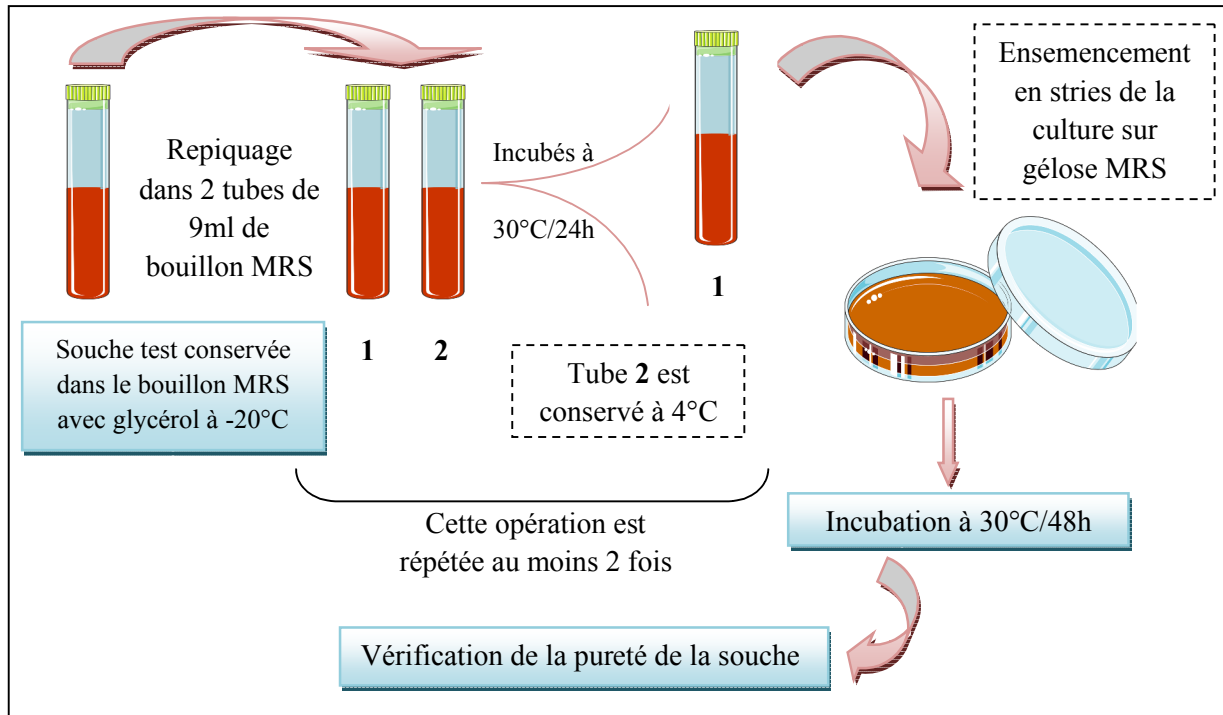 Repiquage
dans 2 tubes de
9ml de
bouillon MRS
Souche test conservée
dans le bouillon MRS
avec glycérol à -20°C
1
2
Incubés à
30°C/24h
1
Tube 2 est
conservé à 4°C
Cette opération est
répétée au moins 2 fois
Ensemencement
en stries de la
culture sur
gélose MRS
Incubation à 30°C/48h
Vérification de la pureté de la souche